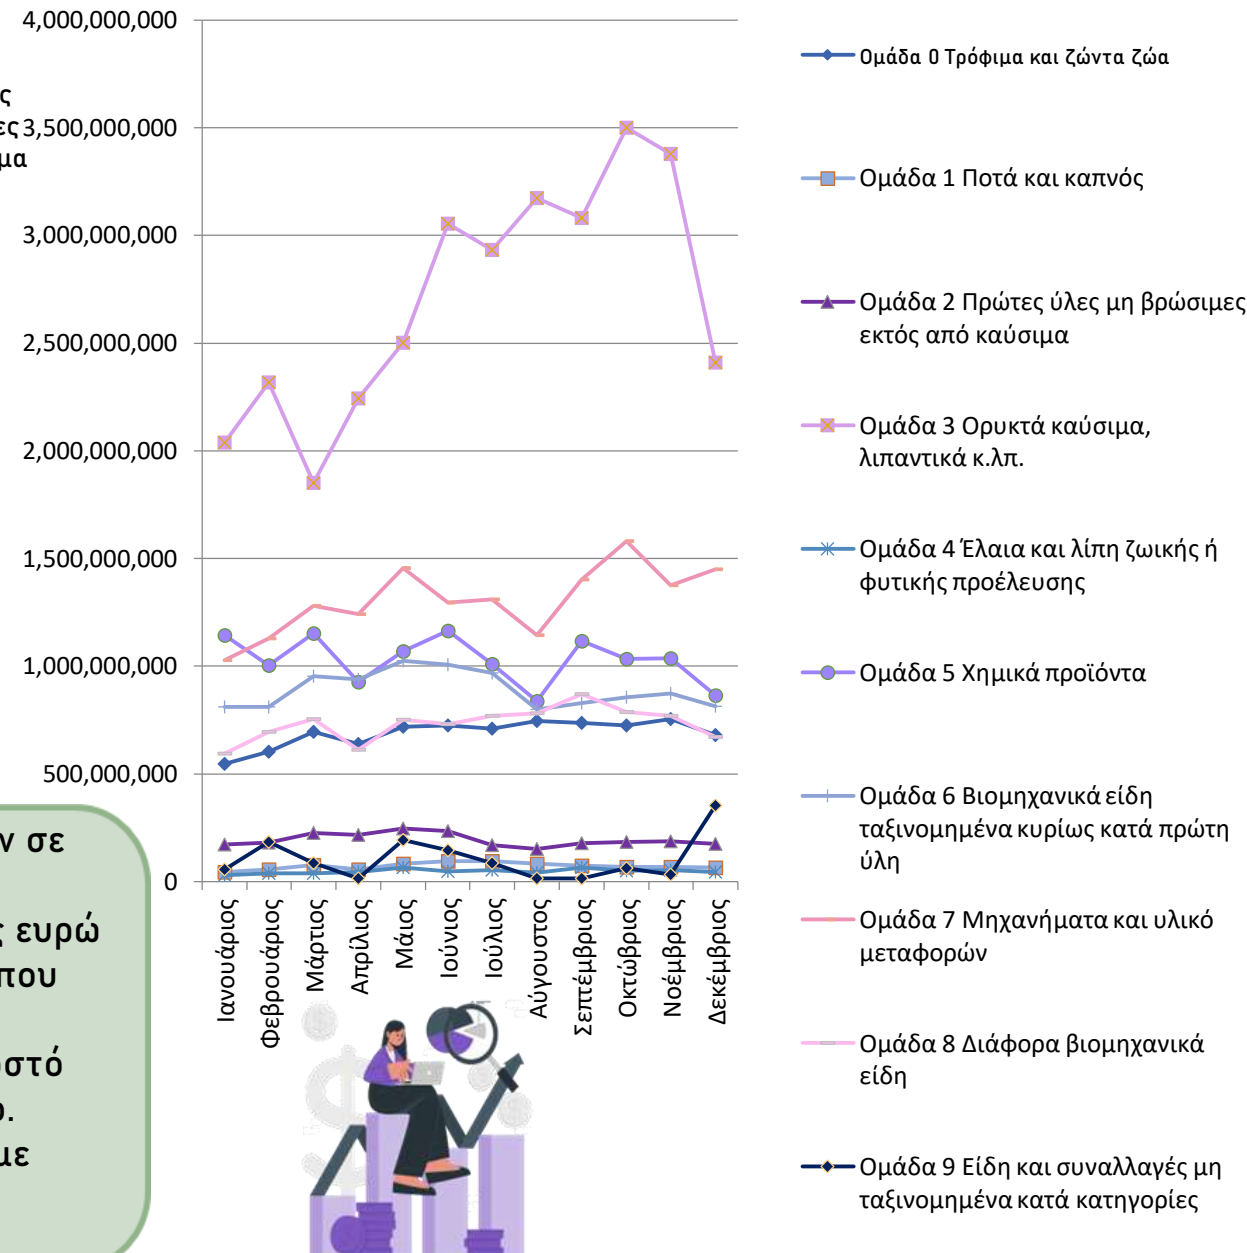 4,000,000,000
ς
ες
μα
3,500,000,000
3,000,000,000
2,500,000,000
2,000,000,000
1,500,000,000
1,000,000,000
500,000,000
0
Ιανουάριος
Φεβρουάριος
Μάρτιος
Απρίλιος
Μάιος
Ιούνιος
Ιούλιος
Αύγουστος
Σεπτέμβριος
Οκτώβριος
Νοέμβριος
Δεκέμβριος
Ομάδα 0 Τρόφιμα και ζώντα ζώα
Ομάδα 1 Ποτά και καπνός
Ομάδα 2 Πρώτες ύλες μη βρώσιμες
εκτός από καύσιμα
Ομάδα 3 Ορυκτά καύσιμα,
λιπαντικά κ.λπ.
Ομάδα 4 Έλαια και λίπη ζωικής ή
φυτικής προέλευσης
Ομάδα 5 Χημικά προϊόντα
Ομάδα 6 Βιομηχανικά είδη
ταξινομημένα κυρίως κατά πρώτη
ύλη
Ομάδα 7 Μηχανήματα και υλικό
μεταφορών
Ομάδα 8 Διάφορα βιομηχανικά
είδη
Ομάδα 9 Είδη και συναλλαγές μη
ταξινομημένα κατά κατηγορίες
ν σε
ς ευρώ
που
οστό
ο.
με